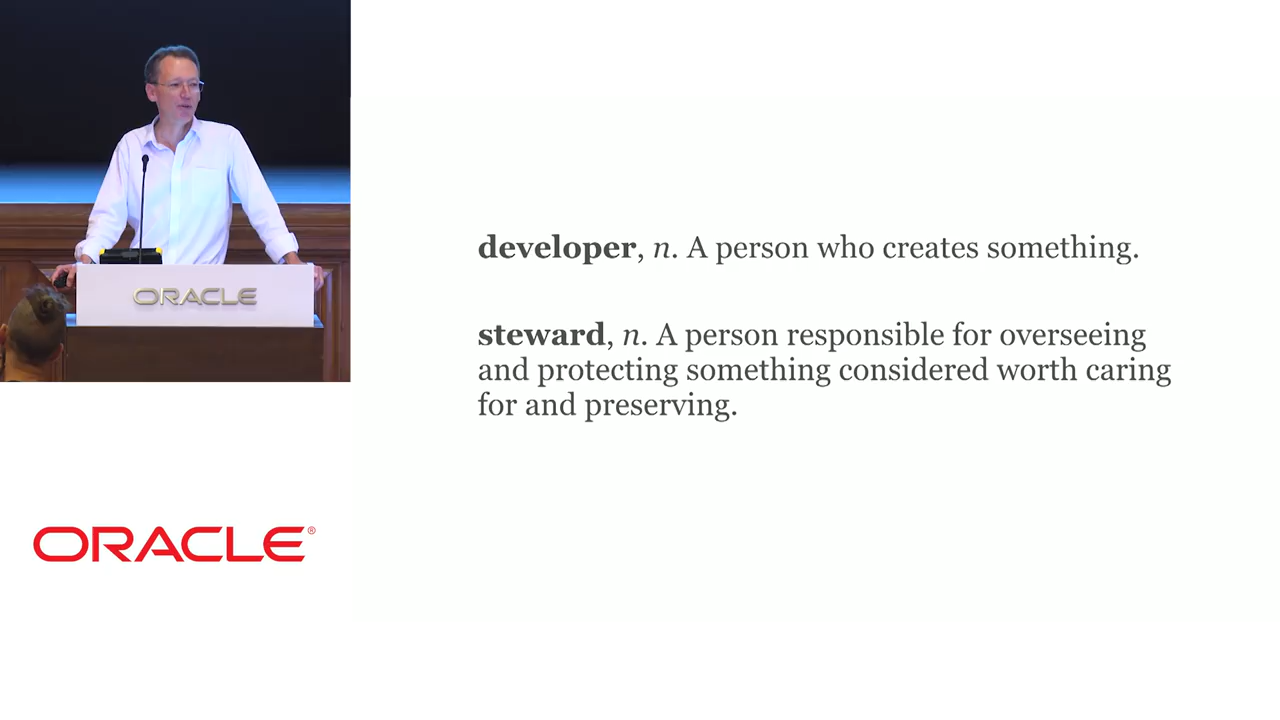 ORACLE
developer, n. A person who creates something.
steward, n. A person responsible for overseeing
and protecting something considered worth caring
for and preserving.
ORACLE®